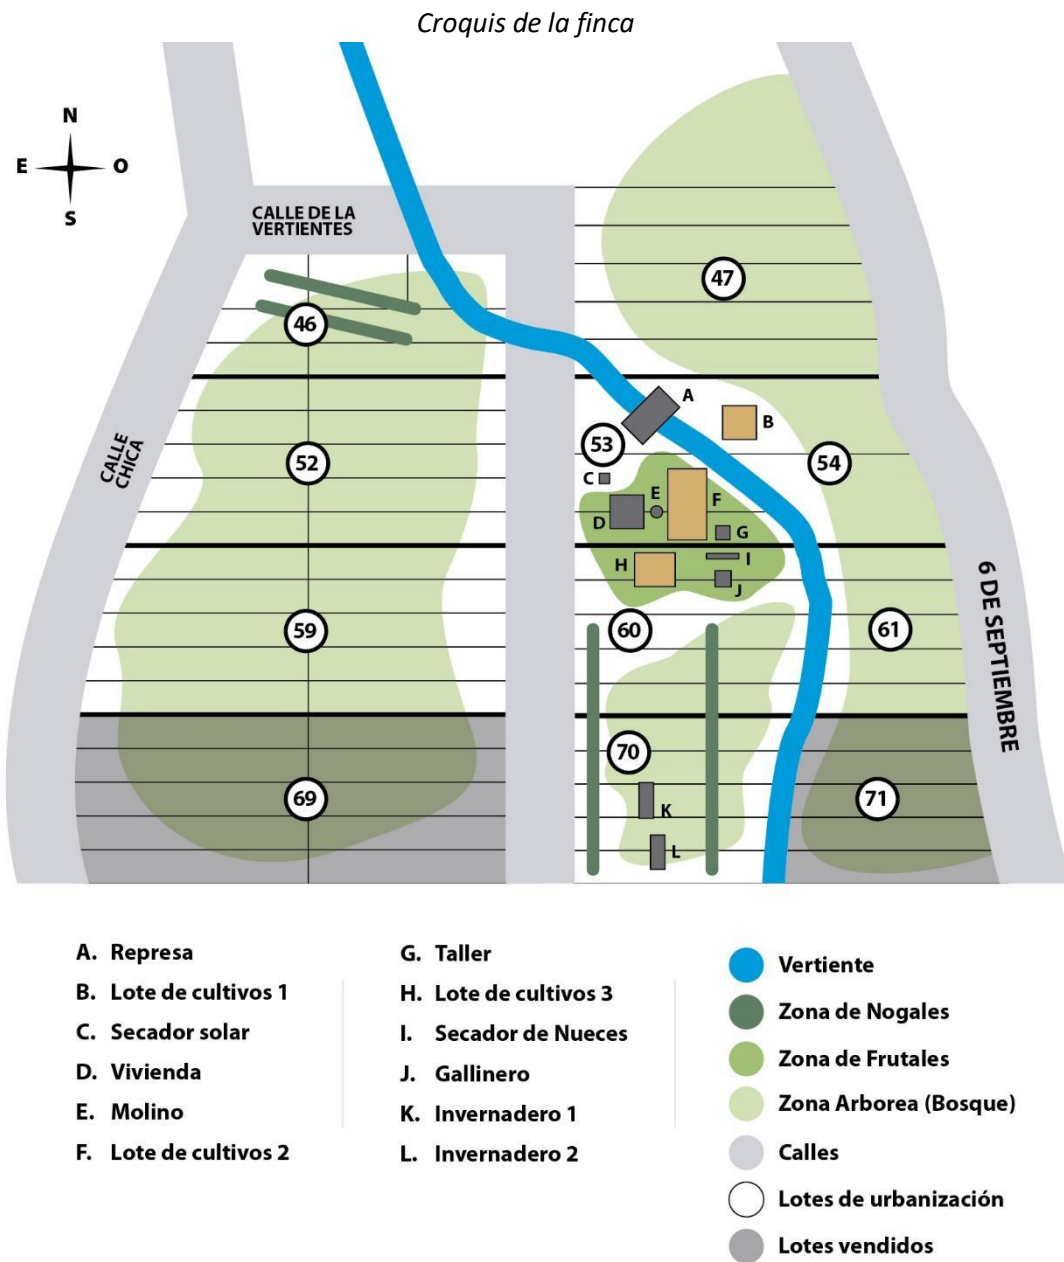 Croquis de la finca
N
E O
S
CALLE DE LA
VERTIENTES
47
46
A
B
CALLE
CHICA
52
53
54
C
E
F
D
G
H
I
J
6 DE SEPTIEMBRE
59
60
61
70
69
71
K
L
A. Represa
B. Lote de cultivos 1
C. Secador solar
D. Vivienda
E. Molino
F. Lote de cultivos 2
G. Taller
H. Lote de cultivos 3
I. Secador de Nueces
J. Gallinero
K. Invernadero 1
L. Invernadero 2
Vertiente
Zona de Nogales
Zona de Frutales
Zona Arborea (Bosque)
Calles
Lotes de urbanización
Lotes vendidos